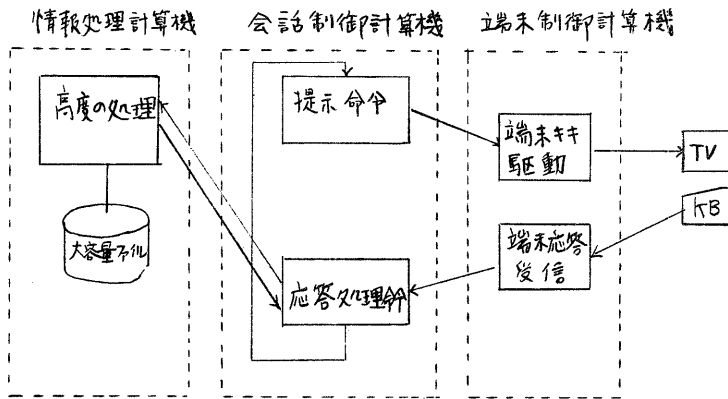 情報処理計算機
会話制御計算機
端末制御計算機
高度の処理
大容量ファイル
提示命令
応答処理命令
端末キキ
駆動
端末応答
受信
TV
KB